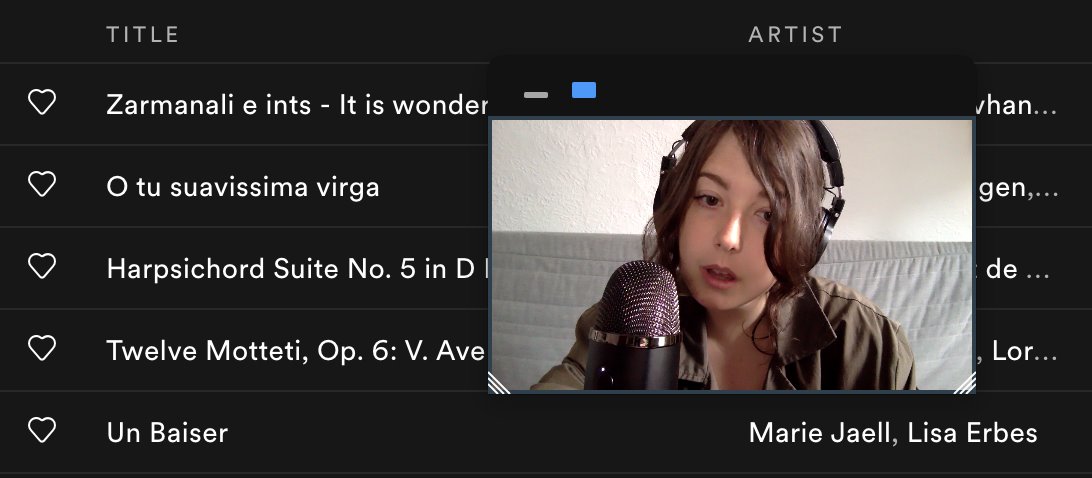 TITLE ARTIST
Zarmanali e ints - It is wonder
O tu suavissima virga gen,...
Harpsichord Suite No. 5 in D de ...
Twelve Motteti, Op. 6: V. Ave , Lor...
Un Baiser Marie Jaell, Lisa Erbes